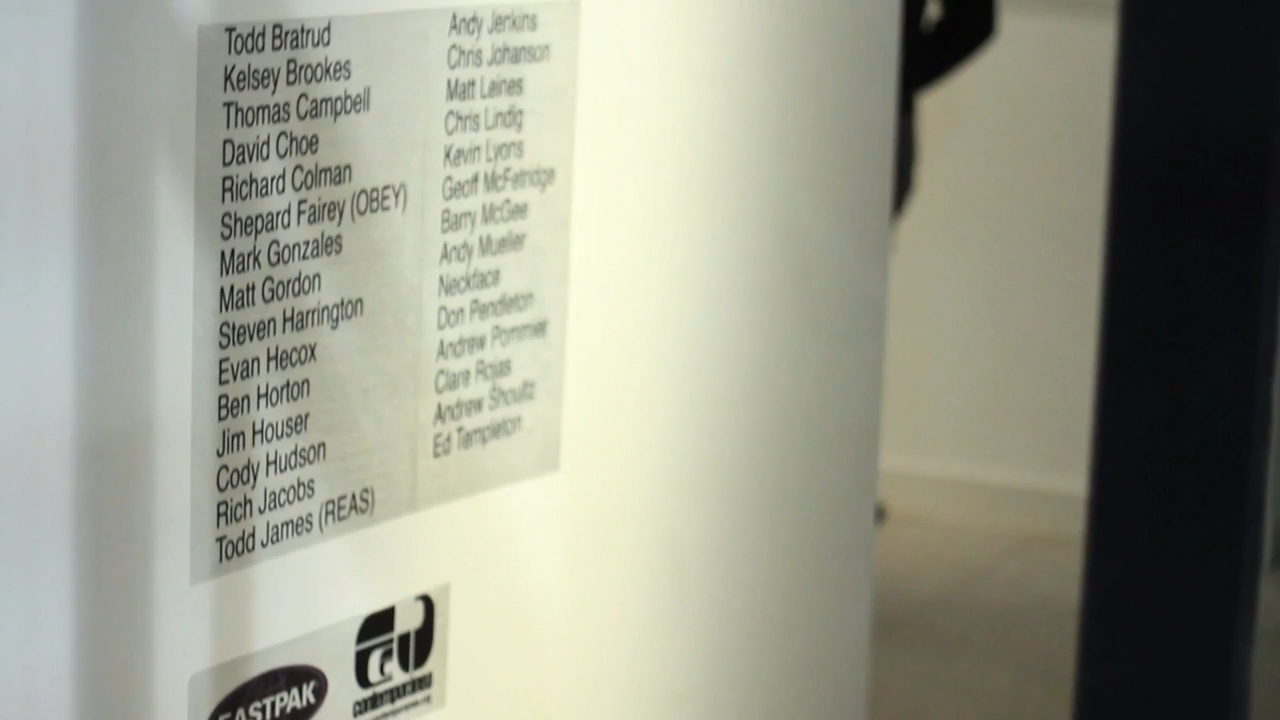 Todd Bratrud
Kelsey Brookes
Thomas Campbell
David Choe
Richard Colman
Shepard Fairey (OBEY)
Mark Gonzales
Matt Gordon
Steven Harrington
Evan Hecox
Ben Horton
Jim Houser
Cody Hudson
Rich Jacobs
Todd James (REAS)
Andy Jenkins
Chris Johanson
Matt Leines
Chris Lindig
Kevin Lyons
Geoff McFetridge
Barry McGee
Andy Mueller
Neckface
Don Pendleton
Andrew Pommier
Clare Rojas
Andrew Shoultz
Ed Templeton
EASTPAK
contemporanea